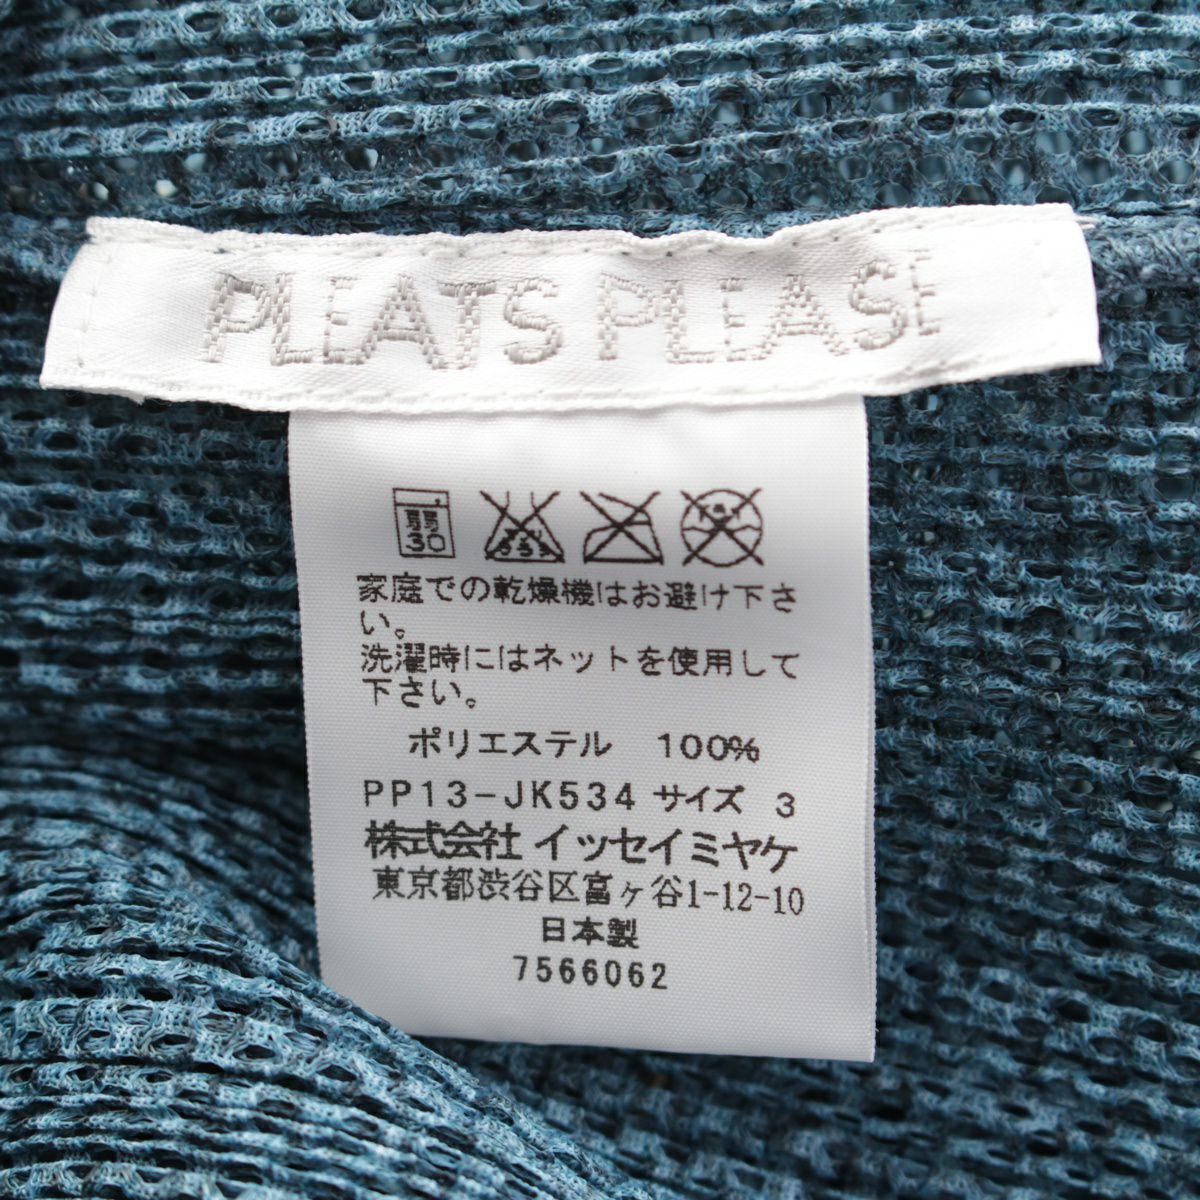 PLEATS PLEASE
弱
30
家庭での乾燥機はお避け下さ
い。
洗濯時にはネットを使用して
下さい。
ポリエステル 100%
PP13-JK534 サイズ 3
株式会社 イッセイミヤケ
東京都渋谷区富ヶ谷1-12-10
日本製
7566062